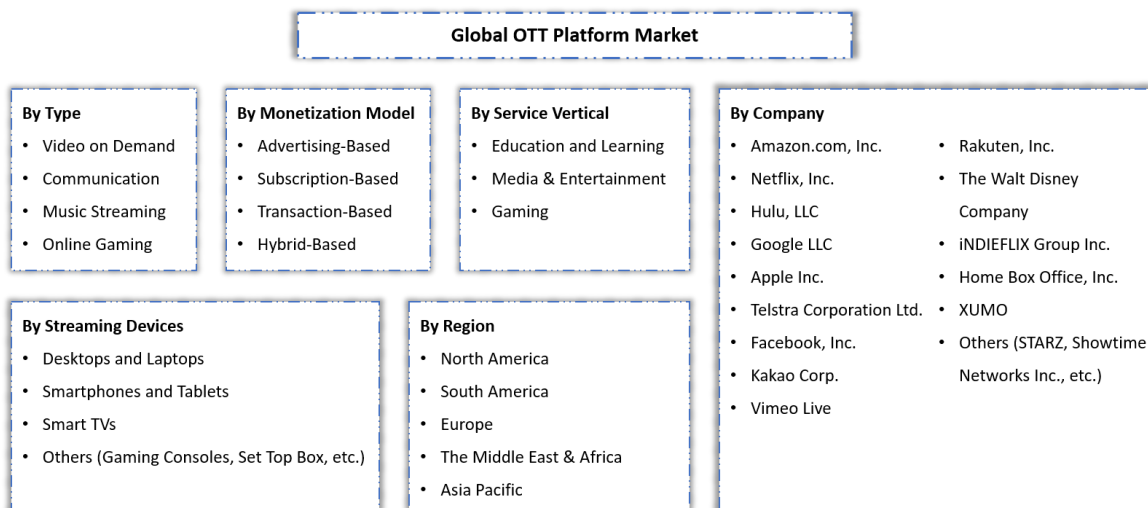 Global OTT Platform Market
By Type
• Video on Demand
• Communication
• Music Streaming
• Online Gaming
By Monetization Model
• Advertising-Based
• Subscription-Based
• Transaction-Based
• Hybrid-Based
By Service Vertical
• Education and Learning
• Media & Entertainment
• Gaming
By Company
• Amazon.com, Inc.
• Netflix, Inc.
• Hulu, LLC
• Google LLC
• Apple Inc.
• Telstra Corporation Ltd.
• Facebook, Inc.
• Kakao Corp.
• Vimeo Live
• Rakuten, Inc.
• The Walt Disney
Company
• iNDIEFLIX Group Inc.
• Home Box Office, Inc.
• XUMO
• Others (STARZ, Showtime
Networks Inc., etc.)
By Streaming Devices
• Desktops and Laptops
• Smartphones and Tablets
• Smart TVs
• Others (Gaming Consoles, Set Top Box, etc.)
By Region
• North America
• South America
• Europe
• The Middle East & Africa
• Asia Pacific